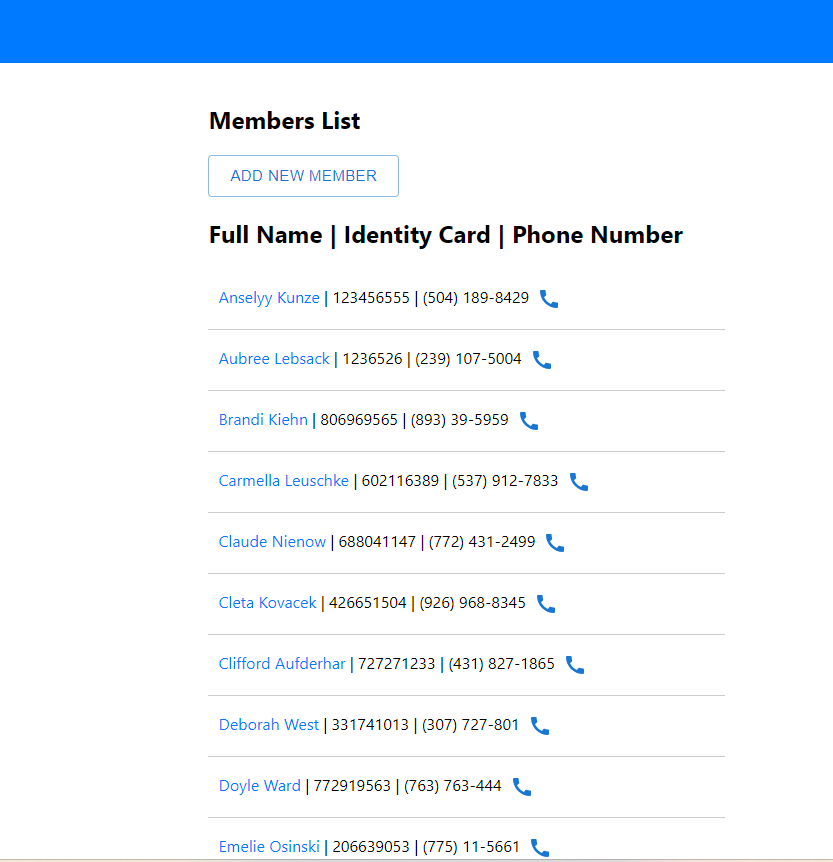 Members List
ADD NEW MEMBER
Full Name | Identity Card | Phone Number
Anselyy Kunze | 123456555 | (504) 189-8429
Aubree Lebsack | 1236526 | (239) 107-5004
Brandi Kiehn | 806969565 | (893) 39-5959
Carmella Leuschke | 602116389 | (537) 912-7833
Claude Nienow | 688041147 | (772) 431-2499
Cleta Kovacek | 426651504 | (926) 968-8345
Clifford Aufderhar | 727271233 | (431) 827-1865
Deborah West | 331741013 | (307) 727-801
Doyle Ward | 772919563 | (763) 763-444
Emelie Osinski | 206639053 | (775) 11-5661